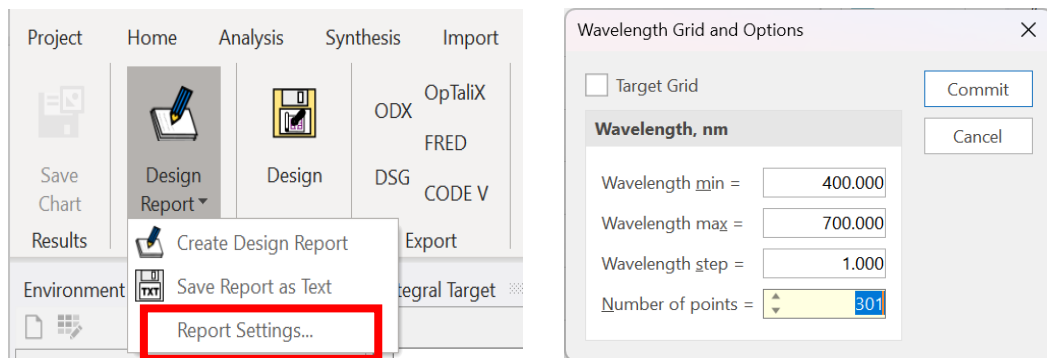 Project Home Analysis Synthesis Import
Save
Chart
Design
Report
Design
ODX
DSG
OpTaliX
FRED
CODE V
Results
Export
Create Design Report
TXT
Save Report as Text
Report Settings...
Environment
egral Target
Wavelength Grid and Options
Target Grid
Commit
Cancel
Wavelength, nm
Wavelength min = 400.000
Wavelength max = 700.000
Wavelength step = 1.000
Number of points = 301